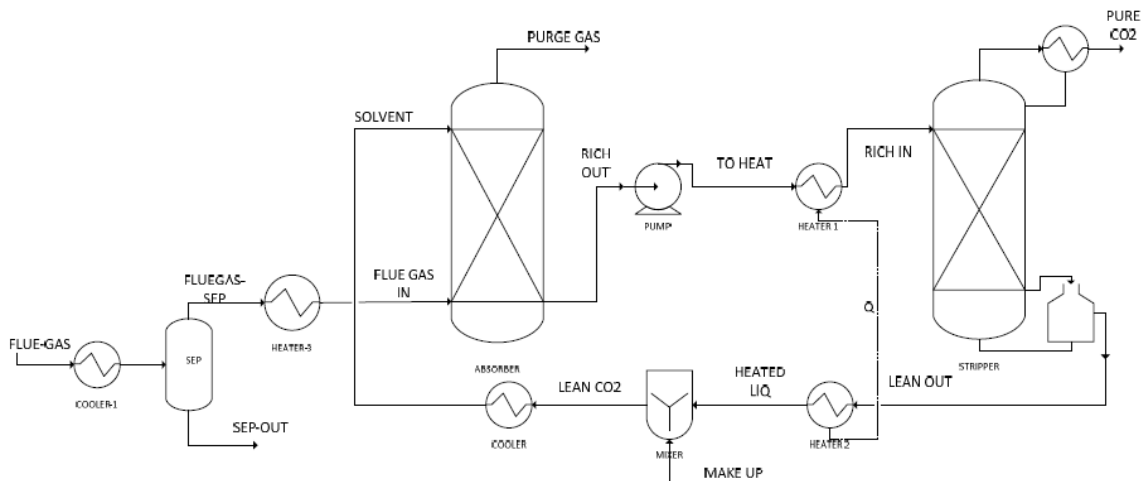 PURE
CO2
PURGE GAS
SOLVENT
RICH
OUT
TO HEAT
RICH IN
PUMP
HEATER 1
FLUEGAS-
SEP
FLUE GAS
IN
Q
FLUE-GAS
SEP
HEATER-3
COOLER-1
ABSORBER
STRIPPER
LEAN CO2
HEATED
LIQ
LEAN OUT
SEP-OUT
COOLER
MIXER
HEATER 2
MAKE UP